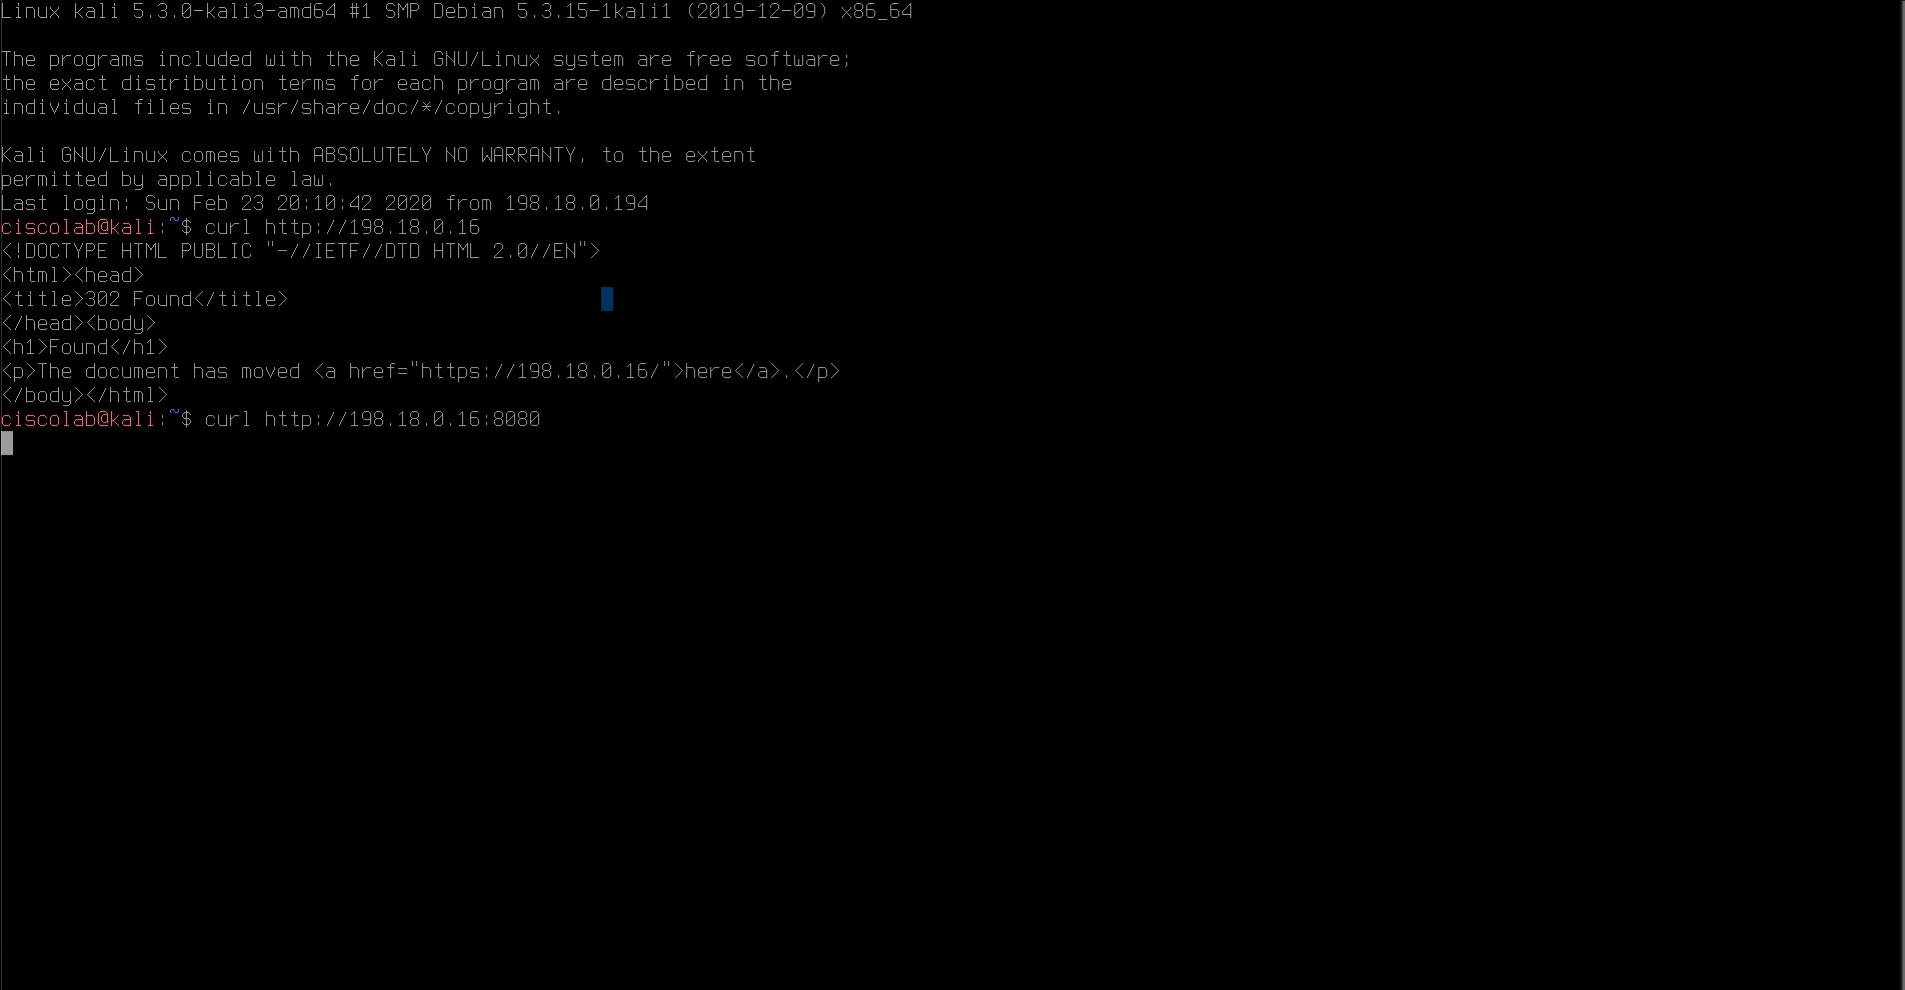 Linux kali 5.3.0-kali3-amd64 #1 SMP Debian 5.3.15-1kali1 (2019-12-09) x86_64
The programs included with the Kali GNU/Linux system are free software;
the exact distribution terms for each program are described in the
individual files in /usr/share/doc/*/copyright.
Kali GNU/Linux comes with ABSOLUTELY NO WARRANTY, to the extent
permitted by applicable law.
Last login: Sun Feb 23 20:10:42 2020 from 198.18.0.194
ciscolab@kali:~$ curl http://198.18.0.16
<!DOCTYPE HTML PUBLIC "-//IETF//DTD HTML 2.0//EN">
<html><head>
<title>302 Found</title>
</head><body>
<h1>Found</h1>
<p>The document has moved <a href="https://198.18.0.16/">here</a>.</p>
</body></html>
ciscolab@kali:~$ curl http://198.18.0.16:8080